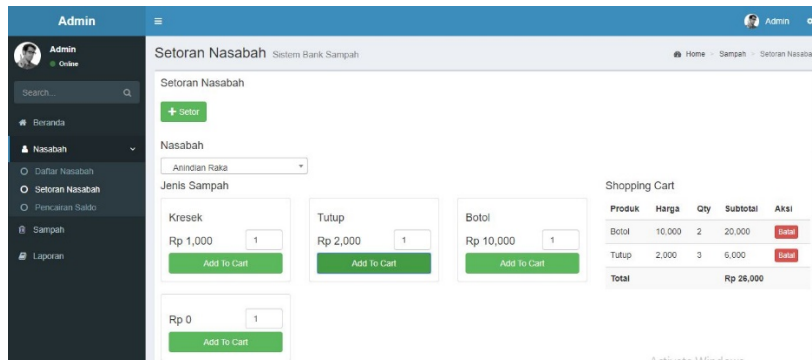 Admin
Admin
Admin
Online
Setoran Nasabah Sistem Bank Sampah
Home > Sampah > Setoran Nasaba
Search...
Beranda
Nasabah
Daftar Nasabah
Setoran Nasabah
Pencairan Saldo
Sampah
Laporan
Setoran Nasabah
+ Setor
Nasabah
Anindian Raka
Jenis Sampah
Kresek
Rp 1,000 1
Add To Cart
Tutup
Rp 2,000 1
Add To Cart
Botol
Rp 10,000 1
Add To Cart
Rp 0 1
Add To Cart
Shopping Cart
Produk Harga Qty Subtotal Aksi
Botol 10,000 2 20,000 Batal
Tutup 2,000 3 6,000 Batal
Total Rp 26,000
Activate Windows